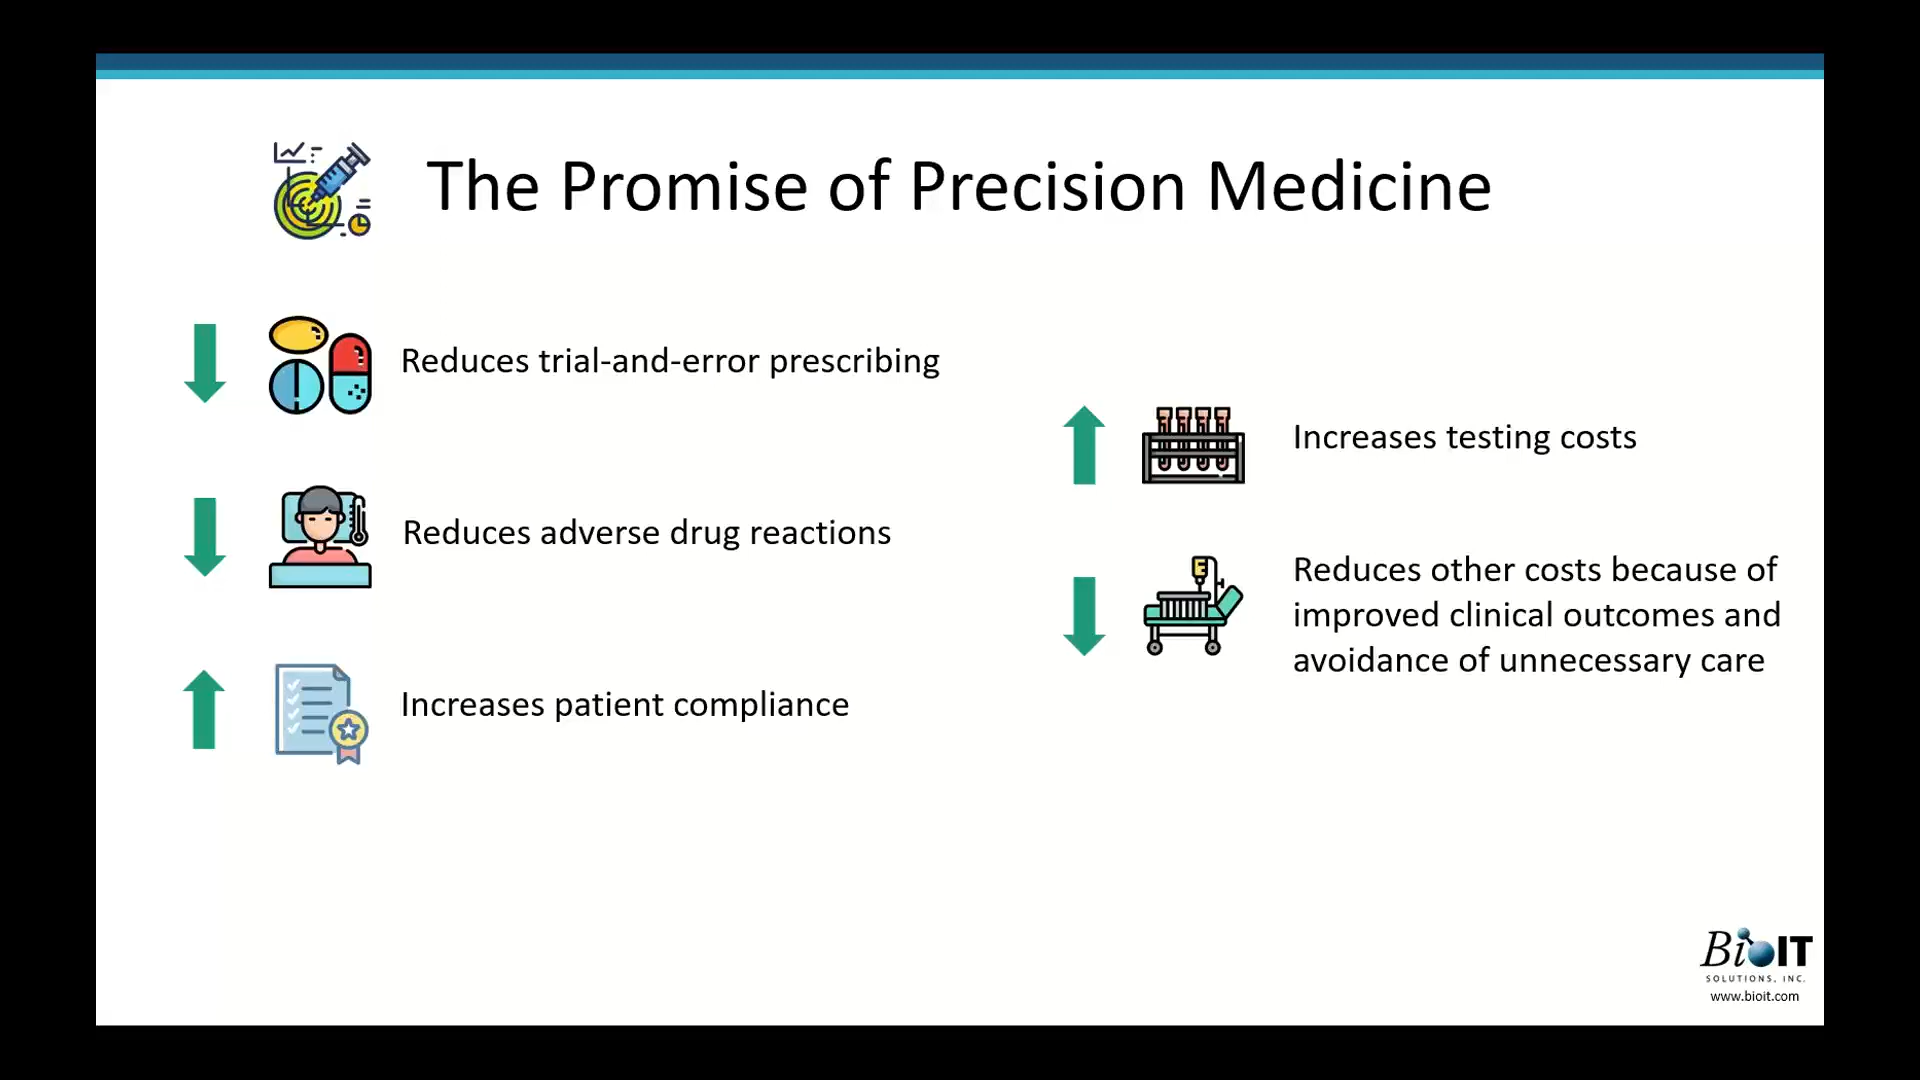 The Promise of Precision Medicine
Reduces trial-and-error prescribing
Reduces adverse drug reactions
Increases patient compliance
Increases testing costs
Reduces other costs because of
improved clinical outcomes and
avoidance of unnecessary care
BioIT
SOLUTIONS, INC.
www.bioit.com